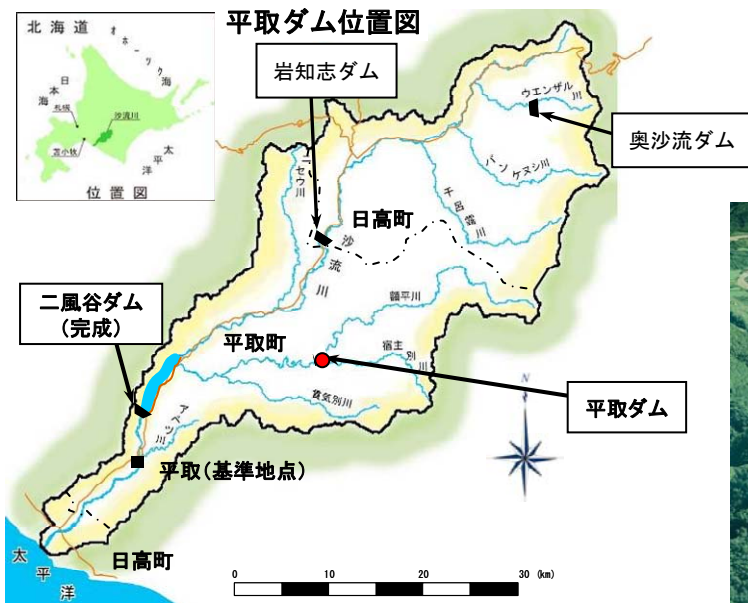 平取ダム位置図
北海道
オホーツク海
日本海
札幌
沙流川
苫小牧
太平洋
位置図
岩知志ダム
ウエンザル川
奥沙流ダム
パンケヌシ川
千呂露川
ニセウ川
日高町
沙流川
額平川
二風谷ダム
(完成)
平取町
宿主別川
平取ダム
貫気別川
アベツ川
N
平取(基準地点)
日高町
太平洋
0 10 20 30 (km)